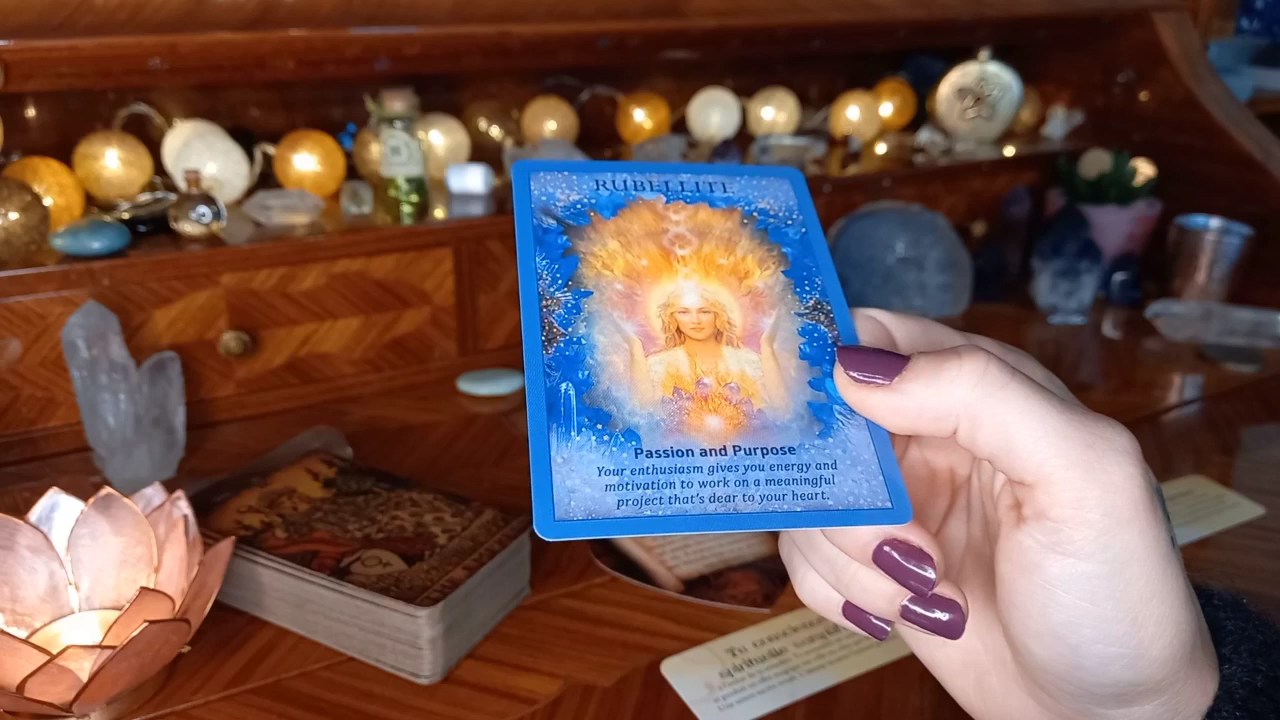 RUBELLITE
Passion and Purpose
Your enthusiasm gives you energy and
motivation to work on a meaningful
project that's dear to your heart.
Tu